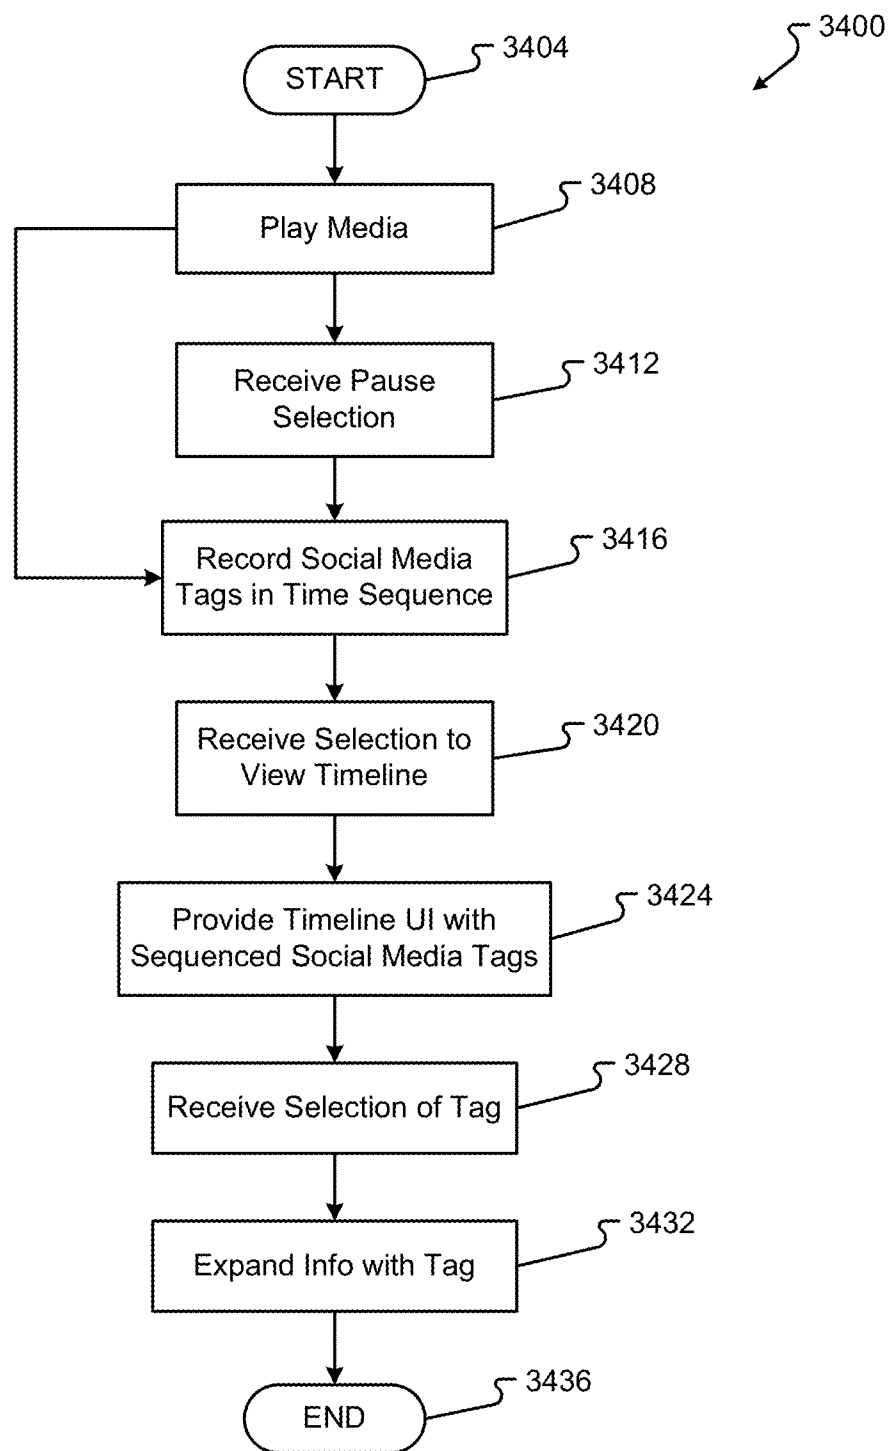 3400
START
3404
Play Media
3408
Receive Pause
Selection
3412
Record Social Media
Tags in Time Sequence
3416
Receive Selection to
View Timeline
3420
Provide Timeline UI with
Sequenced Social Media Tags
3424
Receive Selection of Tag
3428
Expand Info with Tag
3432
END
3436